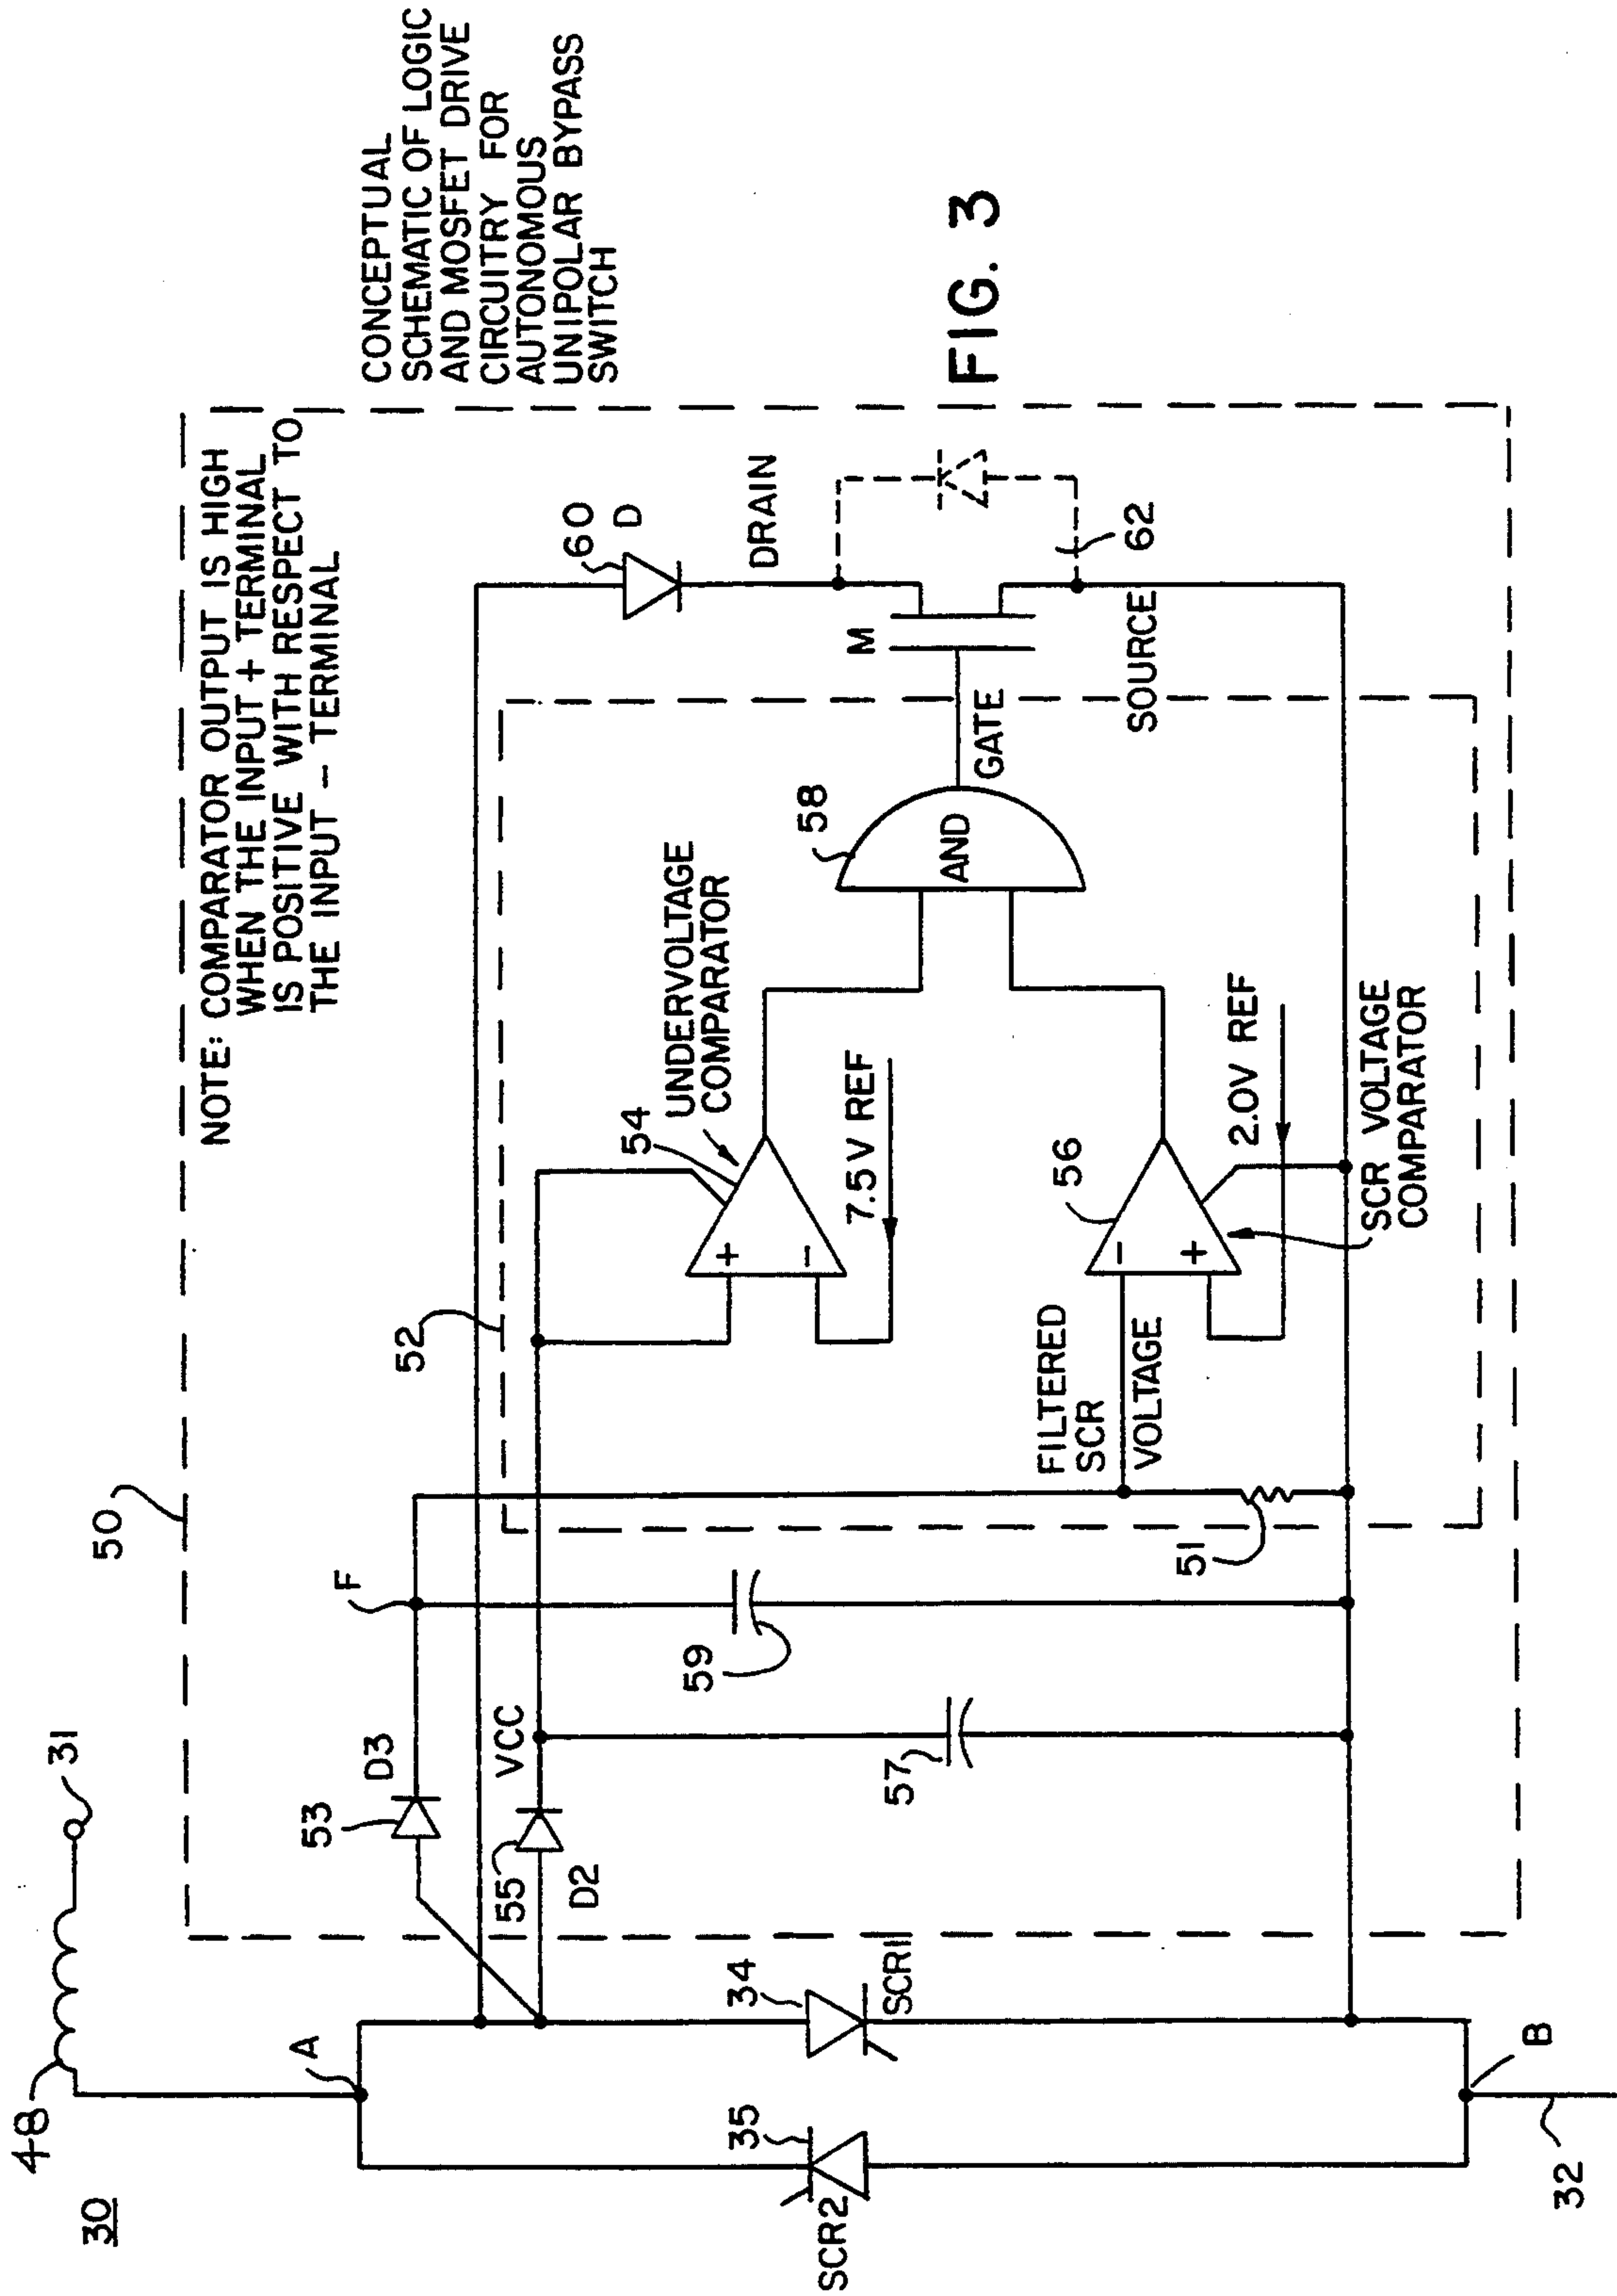 30
48
31
A
35
SCR2
34
SCR1
B
32
50
53
D3
F
55
D2
VCC
57
59
51
52
NOTE: COMPARATOR OUTPUT IS HIGH
WHEN THE INPUT + TERMINAL
IS POSITIVE WITH RESPECT TO
THE INPUT - TERMINAL
FILTERED
SCR
VOLTAGE
54
UNDERVOLTAGE
COMPARATOR
+
-
7.5V REF
56
-
+
2.0V REF
SCR VOLTAGE
COMPARATOR
58
AND
GATE
M
60
D
DRAIN
SOURCE
62
CONCEPTUAL
SCHEMATIC OF LOGIC
AND MOSFET DRIVE
CIRCUITRY FOR
AUTONOMOUS
UNIPOLAR BYPASS
SWITCH
FIG. 3